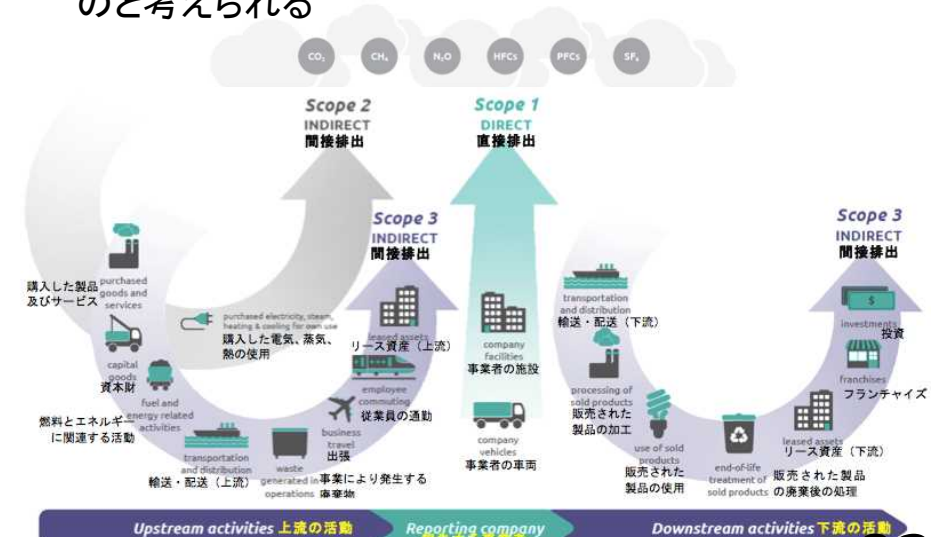 のと考えられる
CO₂ CH₄ N₂O HFCs PFCs SF₆
Scope 2
INDIRECT
間接排出
Scope 1
DIRECT
直接排出
Scope 3
INDIRECT
間接排出
Scope 3
INDIRECT
間接排出
purchased
goods and
services
購入した製品
及びサービス
capital
goods
資本財
fuel and
energy related
activities
燃料とエネルギー
に関連する活動
transportation
and distribution
輸送・配送（上流）
waste
generated in
operations
事業により発生する
廃棄物
business
travel
出張
employee
commuting
従業員の通勤
leased assets
リース資産（上流）
purchased electricity, steam,
heating & cooling for own use
購入した電気、蒸気、
熱の使用
company
facilities
事業者の施設
company
vehicles
事業者の車両
transportation
and distribution
輸送・配送（下流）
processing of
sold products
販売された
製品の加工
use of sold
products
販売された
製品の使用
end-of-life
treatment of
sold products
販売された製品
の廃棄後の処理
leased assets
リース資産（下流）
franchises
フランチャイズ
investments
投資
$
Upstream activities 上流の活動
Reporting company
Downstream activities 下流の活動